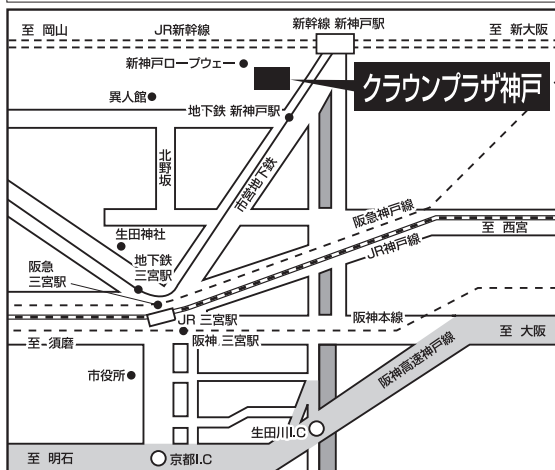 至 岡山
JR新幹線
新幹線 新神戸駅
至 新大阪
新神戸ロープウェー
クラウンプラザ神戸
異人館
地下鉄 新神戸駅
北野坂
市営地下鉄
阪急神戸線
生田神社
至 西宮
JR神戸線
地下鉄
三宮駅
阪急
三宮駅
JR 三宮駅
阪神本線
至 大阪
至 須磨
阪神 三宮駅
阪神高速神戸線
市役所
生田川I.C
至 明石
京都I.C